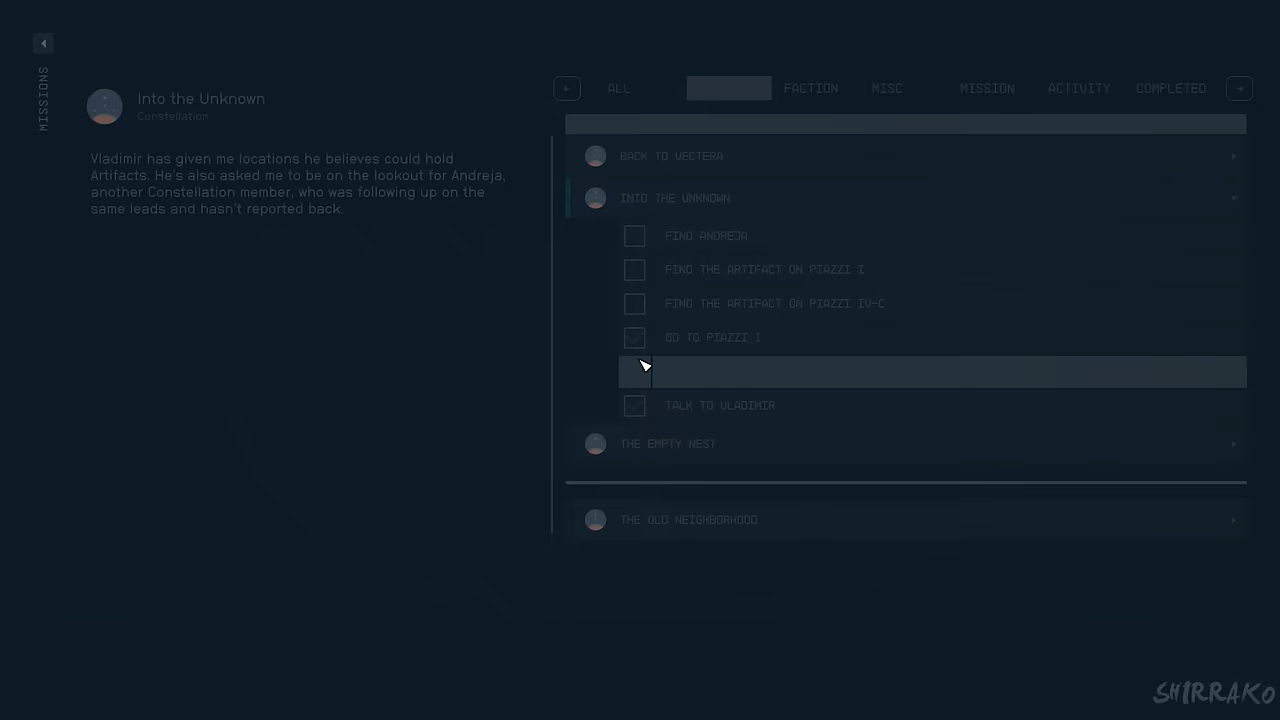 MISSIONS
Into the Unknown
Constellation
Vladimir has given me locations he believes could hold
Artifacts. He's also asked me to be on the lookout for Andreja,
another Constellation member, who was following up on the
same leads and hasn't reported back.
ALL FACTION MISC MISSION ACTIVITY COMPLETED
BACK TO VECTERA
INTO THE UNKNOWN
FIND ANDREJA
FIND THE ARTIFACT ON PIAZZI I
FIND THE ARTIFACT ON PIAZZI IV-C
GO TO PIAZZI I
TALK TO VLADIMIR
THE EMPTY NEST
THE OLD NEIGHBORHOOD
SHIRRAKO